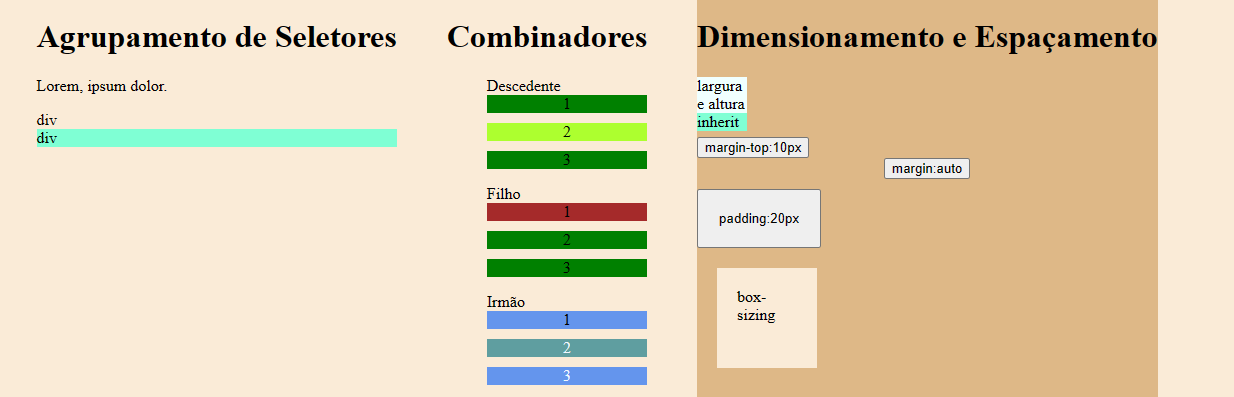 Agrupamento de Seletores
Lorem, ipsum dolor.
div
div
Combinadores
Descedente
1
2
3
Filho
1
2
3
Irmão
1
2
3
Dimensionamento e Espaçamento
largura
e altura
inherit
margin-top:10px
margin:auto
padding:20px
box-
sizing